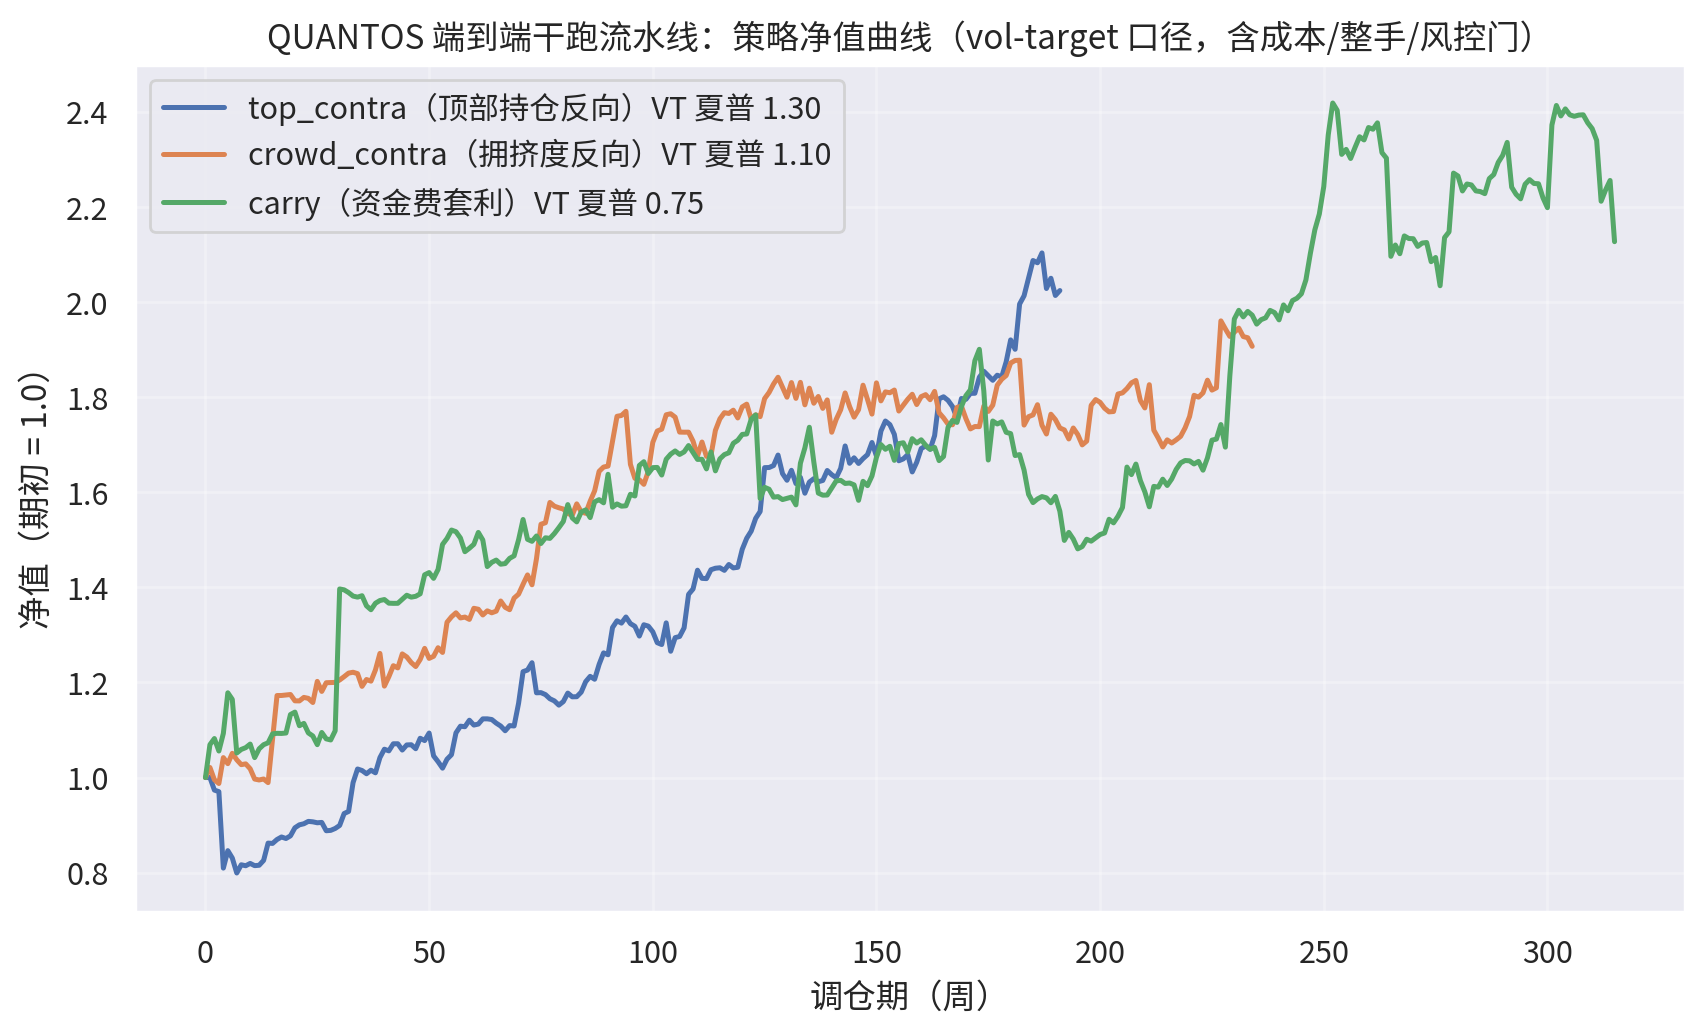 QUANTOS 端到端干跑流水线：策略净值曲线（vol-target 口径，含成本/整手/风控门）
top_contra（顶部持仓反向）VT 夏普 1.30
crowd_contra（拥挤度反向）VT 夏普 1.10
carry（资金费套利）VT 夏普 0.75
净值（期初 = 1.0）
2.4
2.2
2.0
1.8
1.6
1.4
1.2
1.0
0.8
0 50 100 150 200 250 300
调仓期（周）